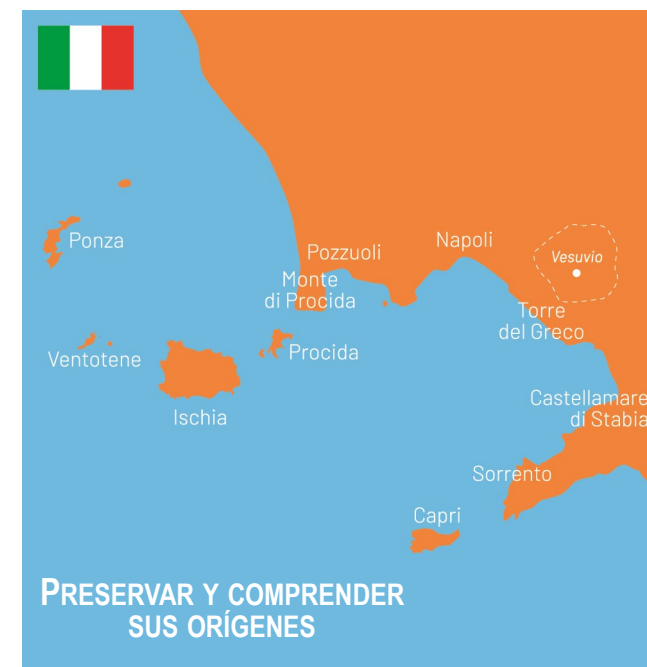 Ponza
Pozzuoli
Napoli
Vesuvio
Monte
di Procida
Torre
del Greco
Ventotene
Procida
Ischia
Castellamare
di Stabia
Sorrento
Capri
PRESERVAR Y COMPRENDER
SUS ORÍGENES